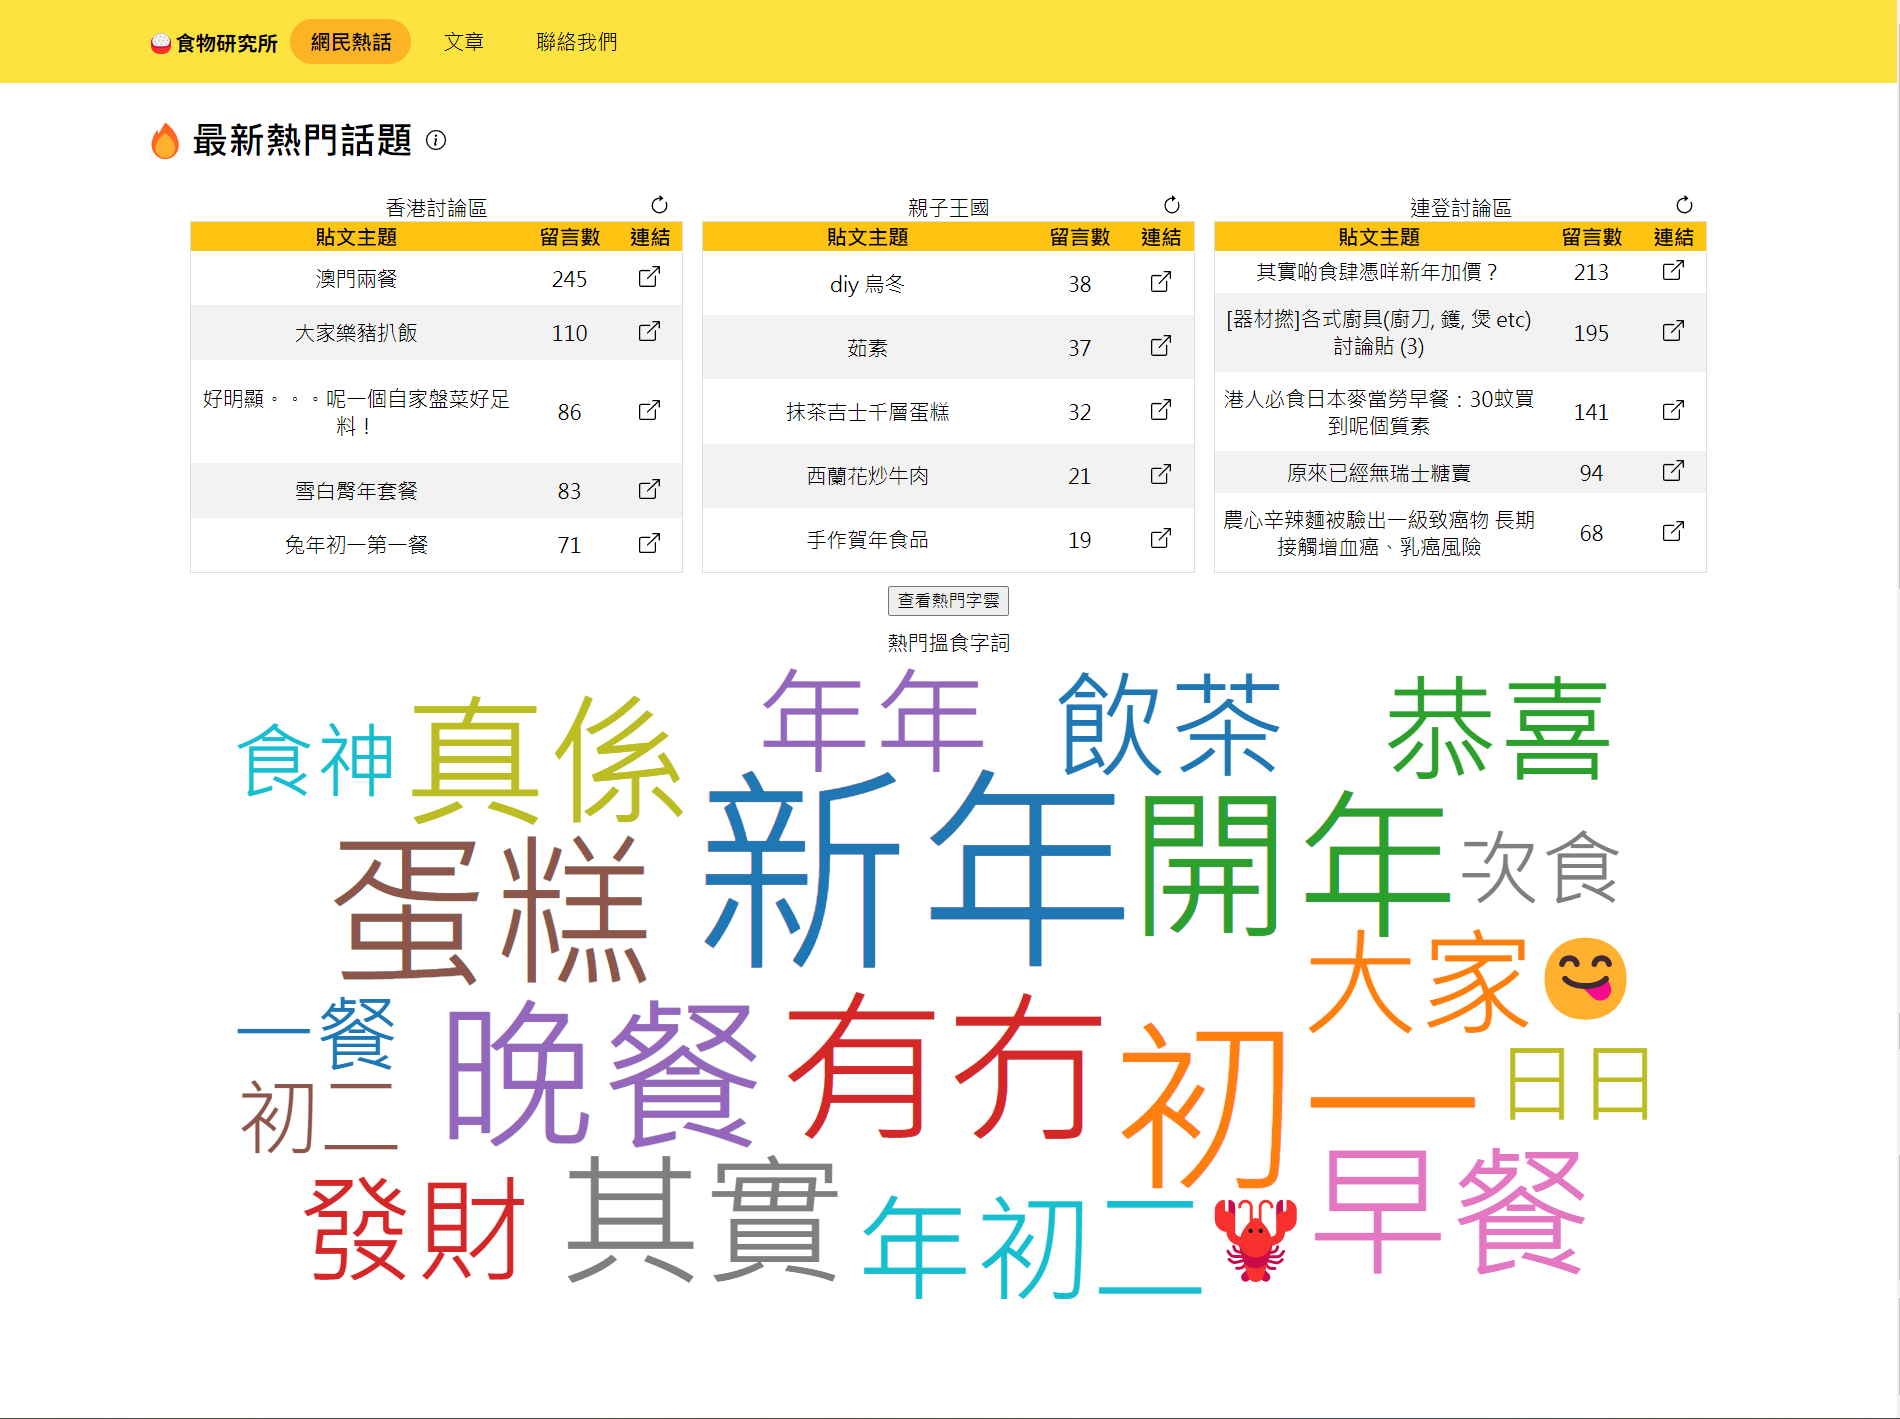 食物研究所 網民熱話 文章 聯絡我們
最新熱門話題
香港討論區
貼文主題 留言數 連結
澳門兩餐 245
大家樂豬扒飯 110
好明顯。。。呢一個自家盤菜好足
料！ 86
雪白臀年套餐 83
兔年初一第一餐 71
親子王國
貼文主題 留言數 連結
diy 烏冬 38
茹素 37
抹茶吉士千層蛋糕 32
西蘭花炒牛肉 21
手作賀年食品 19
連登討論區
貼文主題 留言數 連結
其實啲食肆憑咩新年加價？ 213
[器材撚]各式廚具(廚刀, 鑊, 煲 etc)
討論貼 (3) 195
港人必食日本麥當勞早餐：30蚊買
到呢個質素 141
原來已經無瑞士糖賣 94
農心辛辣麵被驗出一級致癌物 長期
接觸增血癌、乳癌風險 68
查看熱門字雲
熱門搵食字詞
食神
真係
年年
飲茶
恭喜
蛋糕
新年
開年
次食
大家
一餐
初二
晚餐
有冇
初一
日日
發財
其實
年初二
早餐